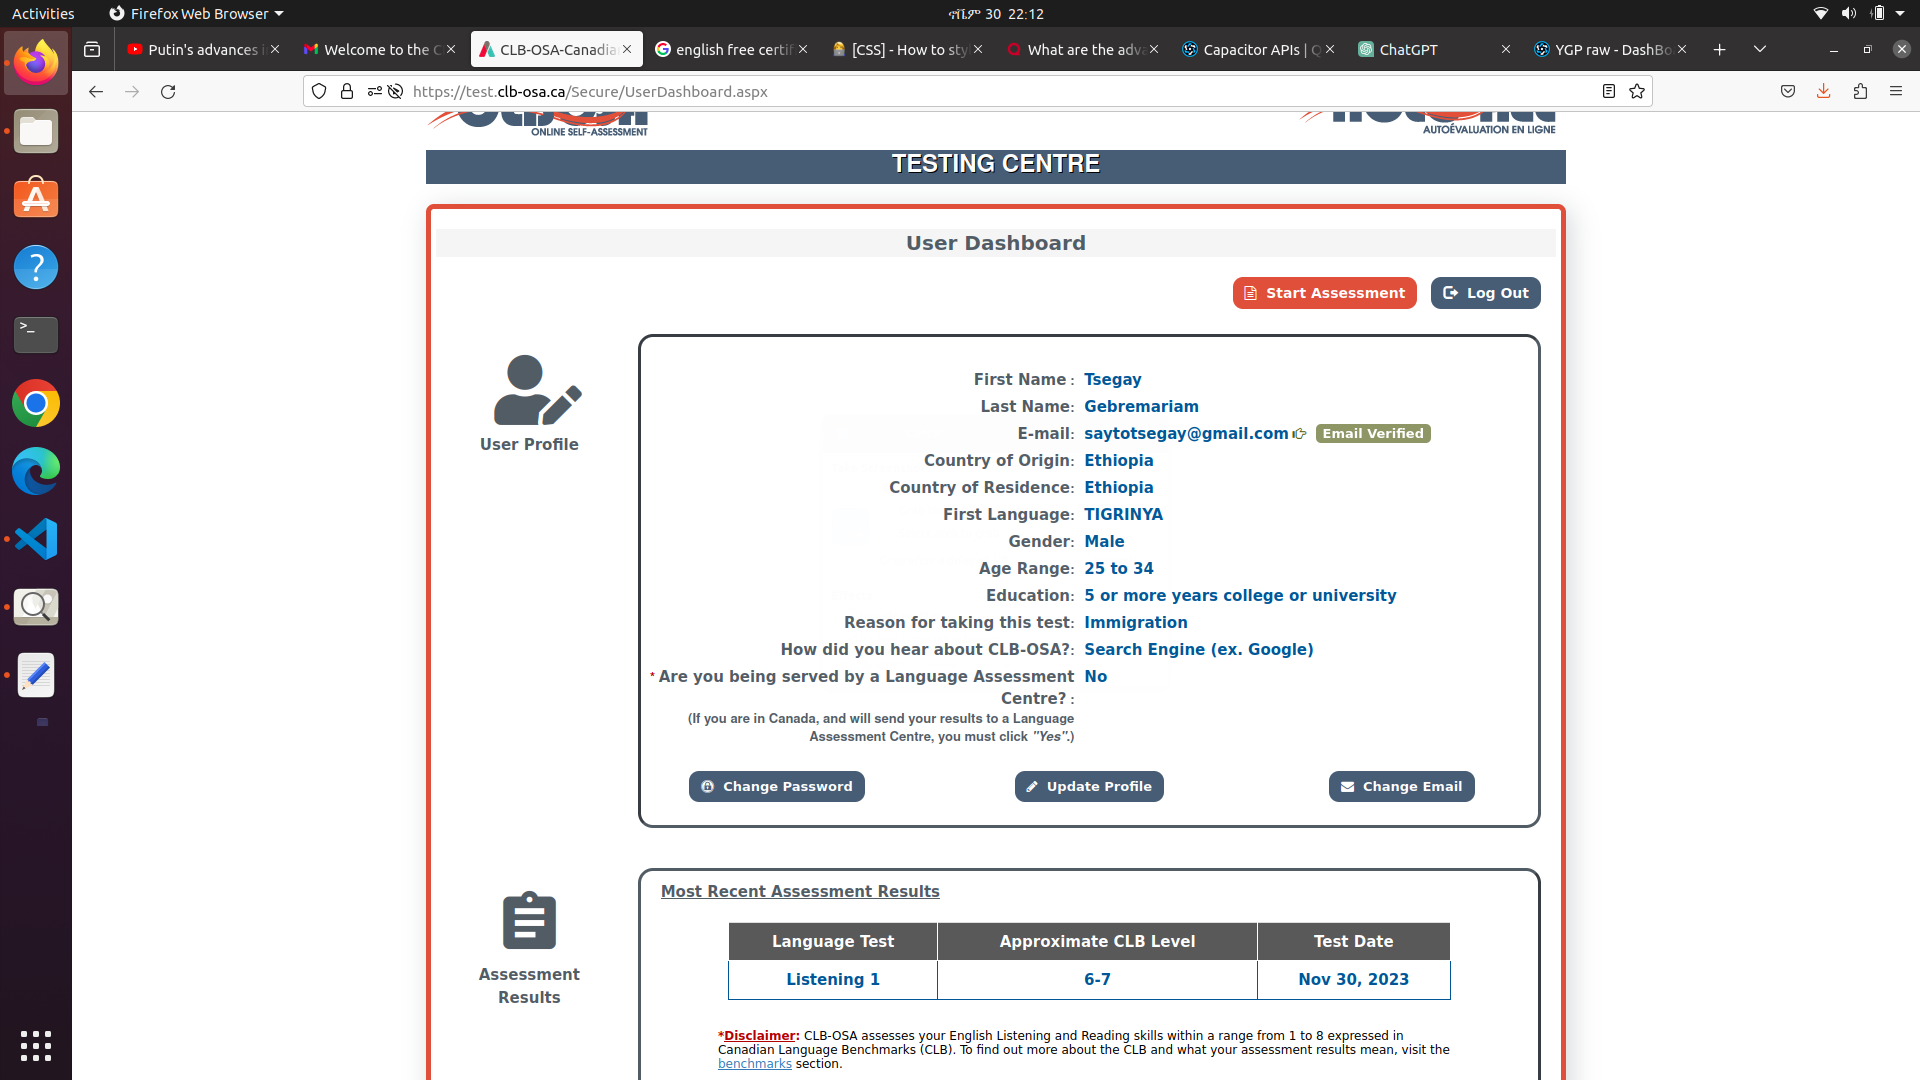 Activities
Firefox Web Browser
ኖቬም 30 22:12
Putin's advances i
Welcome to the C
CLB-OSA-Canadia
english free certif
[CSS] - How to sty
What are the adva
Capacitor APIs | Q
ChatGPT
YGP raw - DashBo
https://test.clb-osa.ca/Secure/UserDashboard.aspx
ONLINE SELF-ASSESSMENT
AUTOÉVALUATION EN LIGNE
TESTING CENTRE
User Dashboard
Start Assessment
Log Out
User Profile
First Name : Tsegay
Last Name: Gebremariam
E-mail: saytotsegay@gmail.com Email Verified
Country of Origin: Ethiopia
Country of Residence: Ethiopia
First Language: TIGRINYA
Gender: Male
Age Range: 25 to 34
Education: 5 or more years college or university
Reason for taking this test: Immigration
How did you hear about CLB-OSA?: Search Engine (ex. Google)
* Are you being served by a Language Assessment No
Centre? :
(If you are in Canada, and will send your results to a Language
Assessment Centre, you must click "Yes".)
Change Password
Update Profile
Change Email
Assessment
Results
Most Recent Assessment Results
Language Test Approximate CLB Level Test Date
Listening 1 6-7 Nov 30, 2023
*Disclaimer: CLB-OSA assesses your English Listening and Reading skills within a range from 1 to 8 expressed in
Canadian Language Benchmarks (CLB). To find out more about the CLB and what your assessment results mean, visit the
benchmarks section.